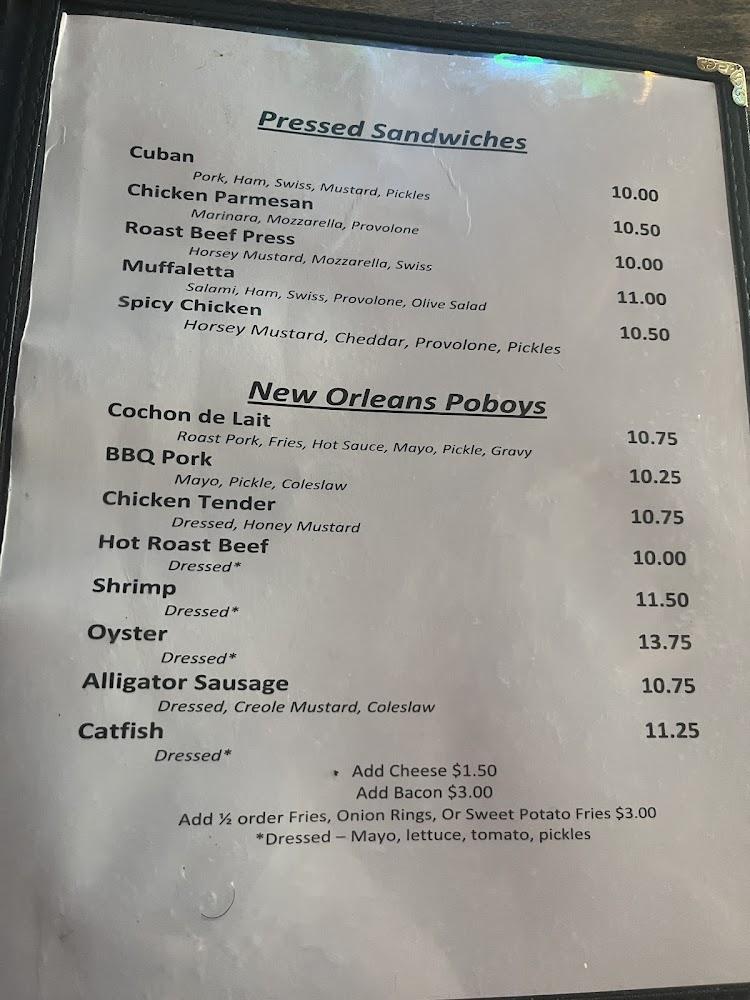 Pressed Sandwiches
Cuban
Pork, Ham, Swiss, Mustard, Pickles 10.00
Chicken Parmesan
Marinara, Mozzarella, Provolone 10.50
Roast Beef Press
Horsey Mustard, Mozzarella, Swiss 10.00
Muffaletta
Salami, Ham, Swiss, Provolone, Olive Salad 11.00
Spicy Chicken
Horsey Mustard, Cheddar, Provolone, Pickles 10.50
New Orleans Poboys
Cochon de Lait
Roast Pork, Fries, Hot Sauce, Mayo, Pickle, Gravy 10.75
BBQ Pork
Mayo, Pickle, Coleslaw 10.25
Chicken Tender
Dressed, Honey Mustard 10.75
Hot Roast Beef 10.00
Dressed*
Shrimp 11.50
Dressed*
Oyster 13.75
Dressed*
Alligator Sausage 10.75
Dressed, Creole Mustard, Coleslaw
Catfish 11.25
Dressed*
Add Cheese $1.50
Add Bacon $3.00
Add ½ order Fries, Onion Rings, Or Sweet Potato Fries $3.00
*Dressed – Mayo, lettuce, tomato, pickles